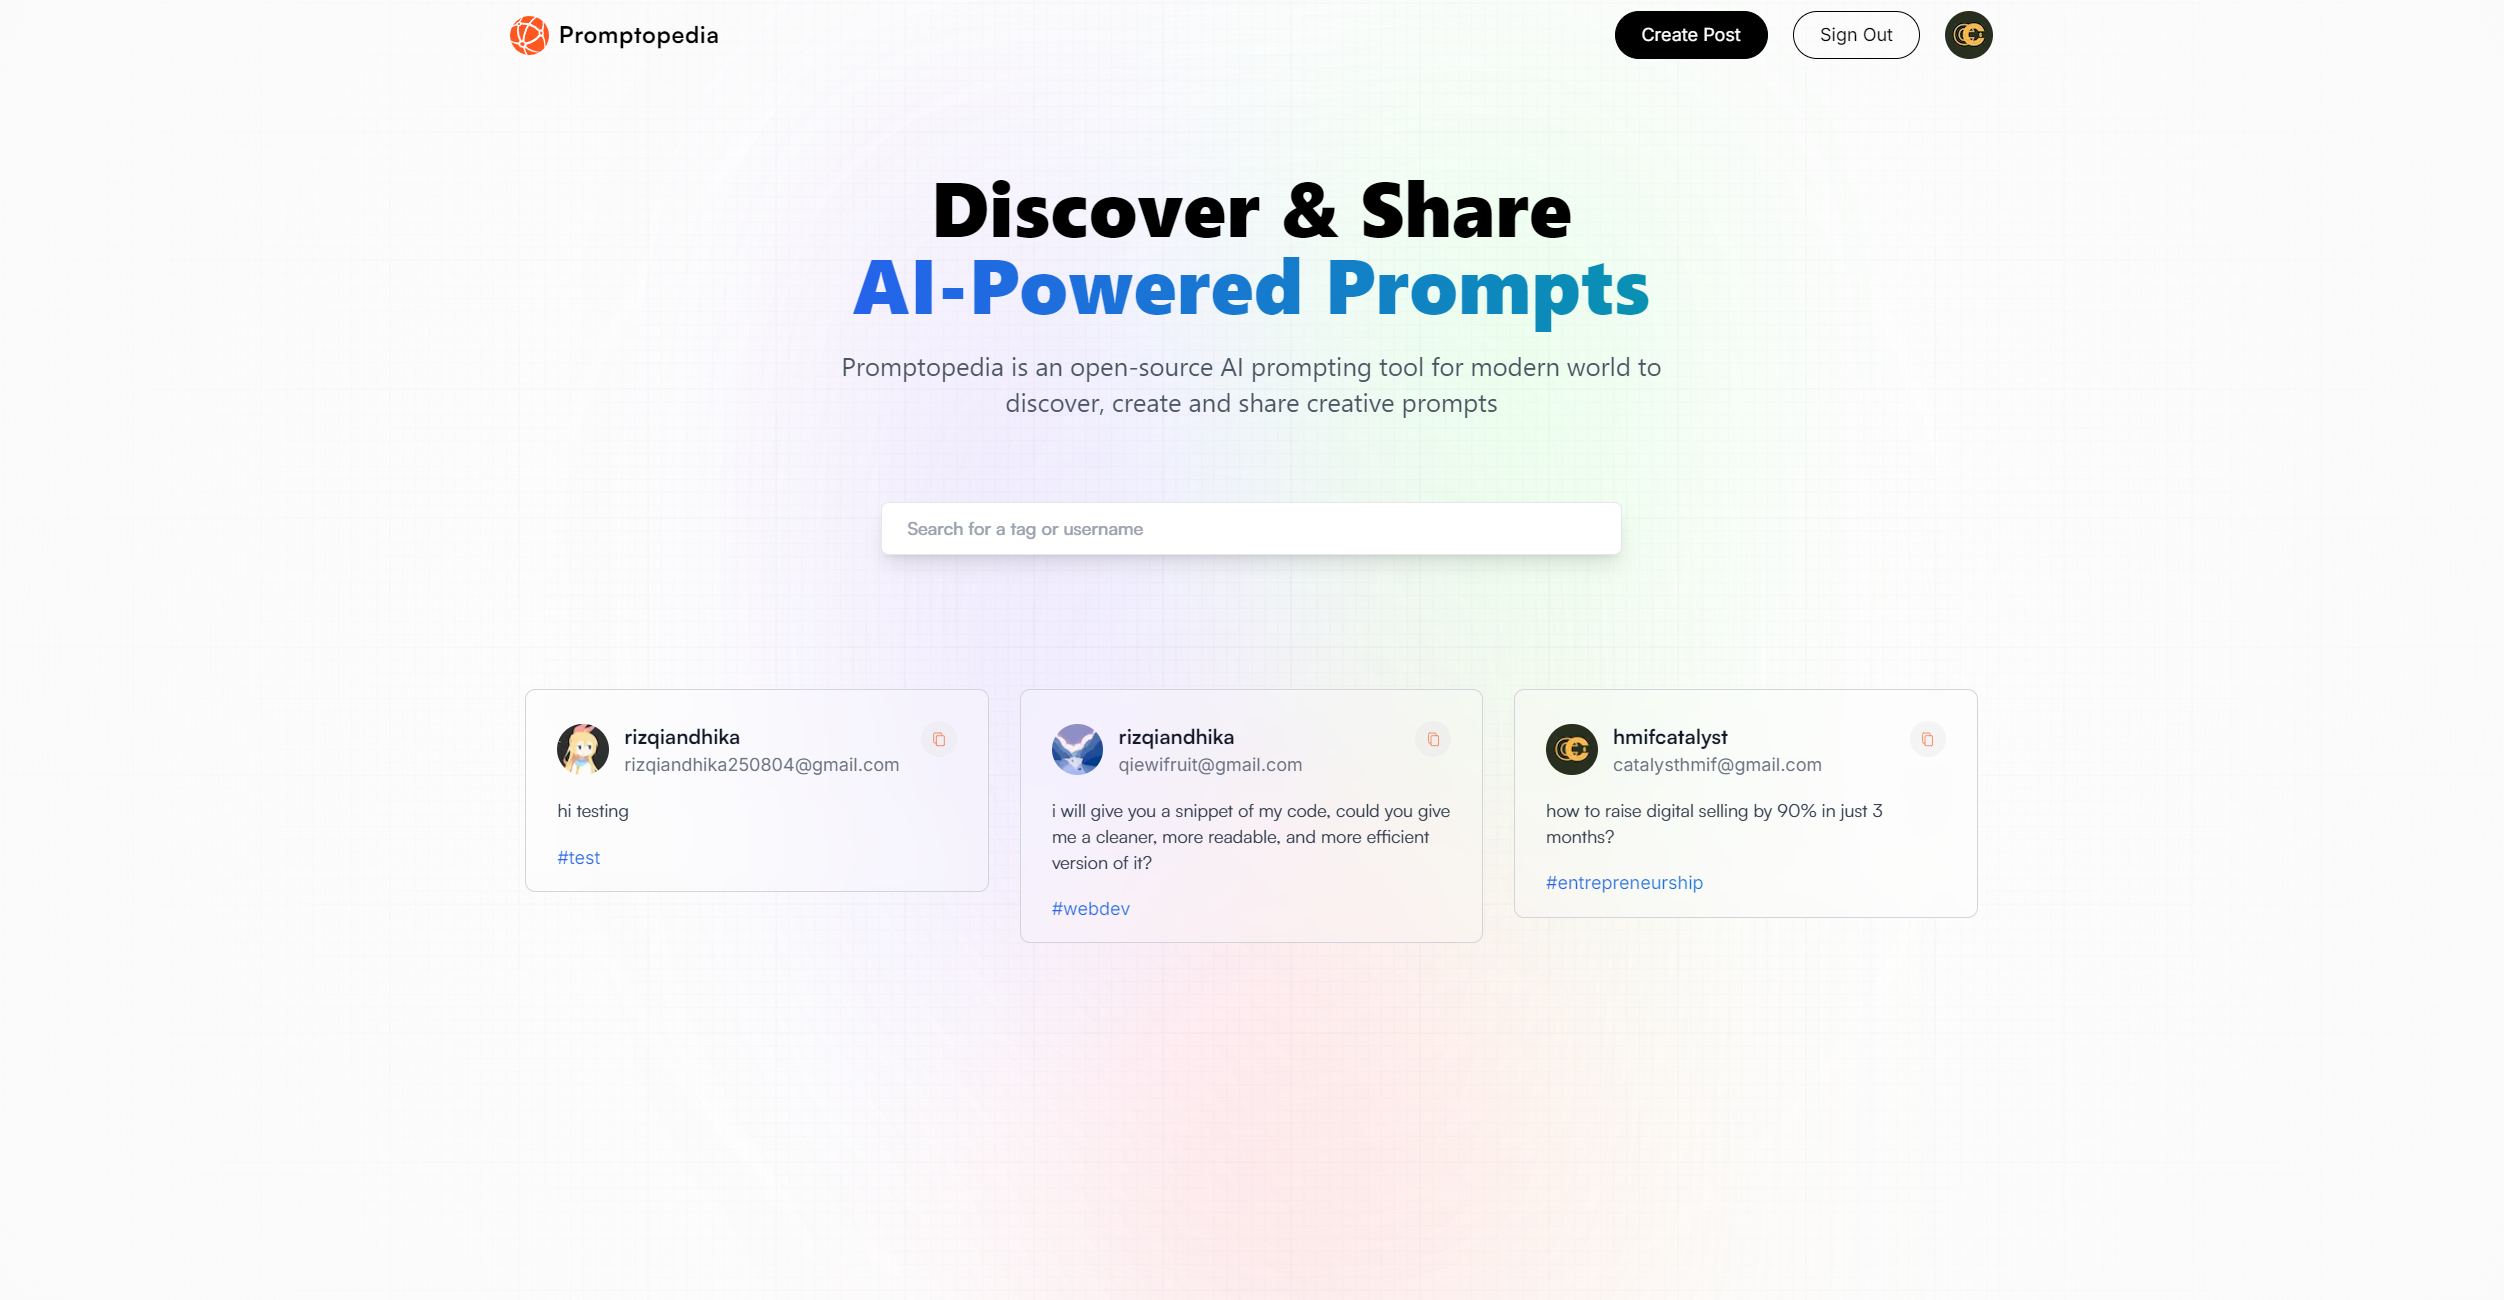 Promptopedia
Create Post
Sign Out
Discover & Share
AI-Powered Prompts
Promptopedia is an open-source AI prompting tool for modern world to
discover, create and share creative prompts
Search for a tag or username
rizqiandhika
rizqiandhika250804@gmail.com
hi testing
#test
rizqiandhika
qiewifruit@gmail.com
i will give you a snippet of my code, could you give
me a cleaner, more readable, and more efficient
version of it?
#webdev
hmifcatalyst
catalysthmif@gmail.com
how to raise digital selling by 90% in just 3
months?
#entrepreneurship